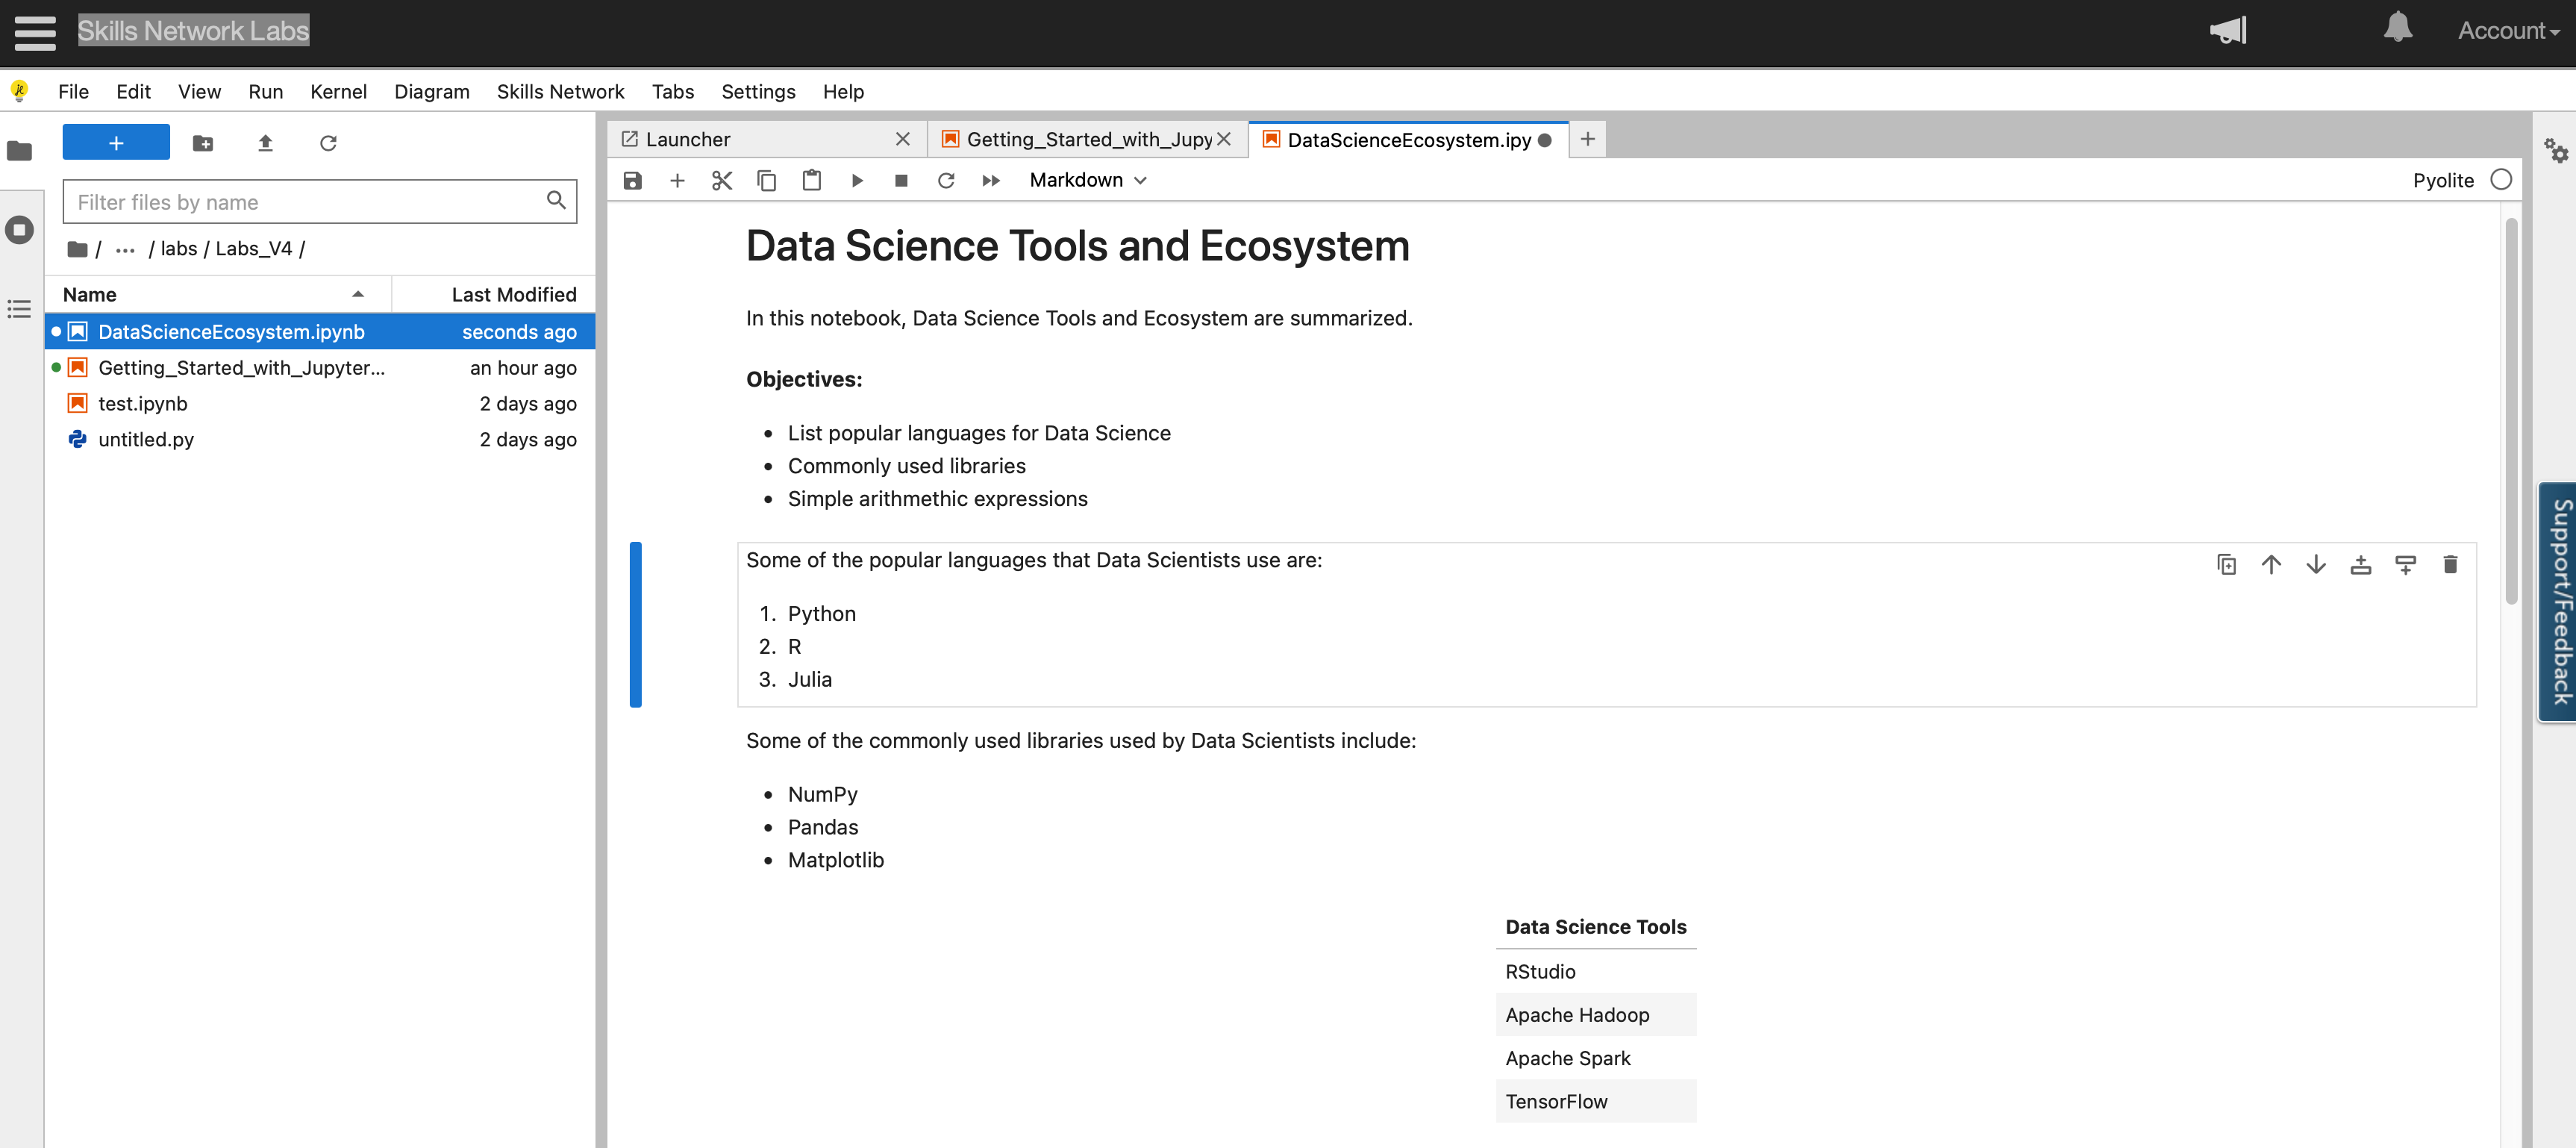 Skills Network Labs
Account
File Edit View Run Kernel Diagram Skills Network Tabs Settings Help
+
Filter files by name
/ ... / labs / Labs_V4 /
Name Last Modified
DataScienceEcosystem.ipynb seconds ago
Getting_Started_with_Jupyter... an hour ago
test.ipynb 2 days ago
untitled.py 2 days ago
Launcher Getting_Started_with_Jupy DataScienceEcosystem.ipy
Markdown Pyolite
Data Science Tools and Ecosystem
In this notebook, Data Science Tools and Ecosystem are summarized.
Objectives:
• List popular languages for Data Science
• Commonly used libraries
• Simple arithmethic expressions
Some of the popular languages that Data Scientists use are:
1. Python
2. R
3. Julia
Some of the commonly used libraries used by Data Scientists include:
• NumPy
• Pandas
• Matplotlib
Data Science Tools
RStudio
Apache Hadoop
Apache Spark
TensorFlow
Support/Feedback